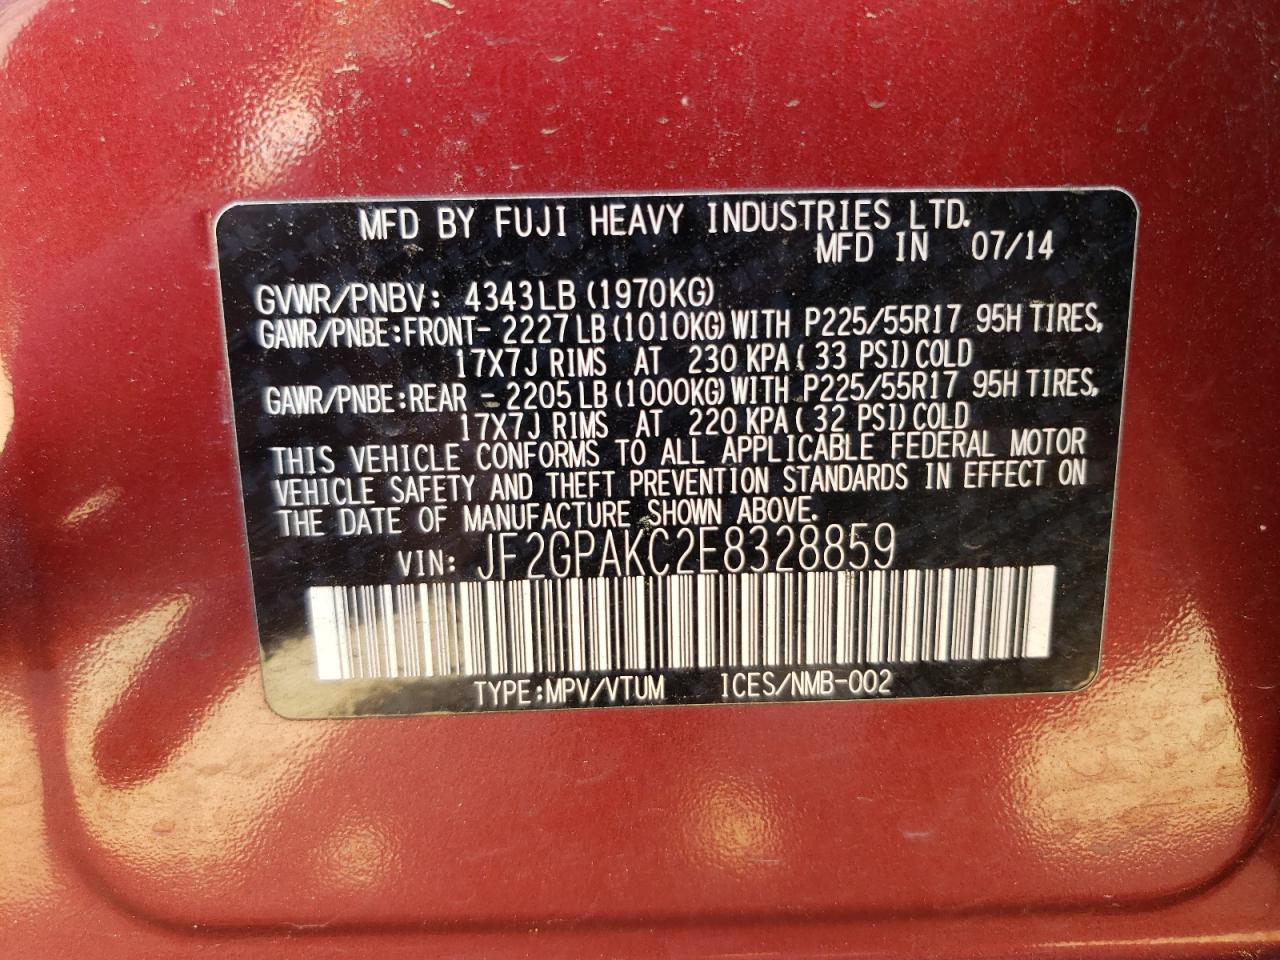 MFD BY FUJI HEAVY INDUSTRIES LTD.
MFD IN 07/14
GVWR/PNBV: 4343LB (1970KG)
GAWR/PNBE:FRONT- 2227LB (1010KG) WITH P225/55R17 95H TIRES,
17X7J RIMS AT 230 KPA ( 33 PSI) COLD
GAWR/PNBE:REAR - 2205LB (1000KG) WITH P225/55R17 95H TIRES,
17X7J RIMS AT 220 KPA ( 32 PSI) COLD
THIS VEHICLE CONFORMS TO ALL APPLICABLE FEDERAL MOTOR
VEHICLE SAFETY AND THEFT PREVENTION STANDARDS IN EFFECT ON
THE DATE OF MANUFACTURE SHOWN ABOVE.
VIN: JF2GPAKC2E8328859
TYPE:MPV/VTUM ICES/NMB-002